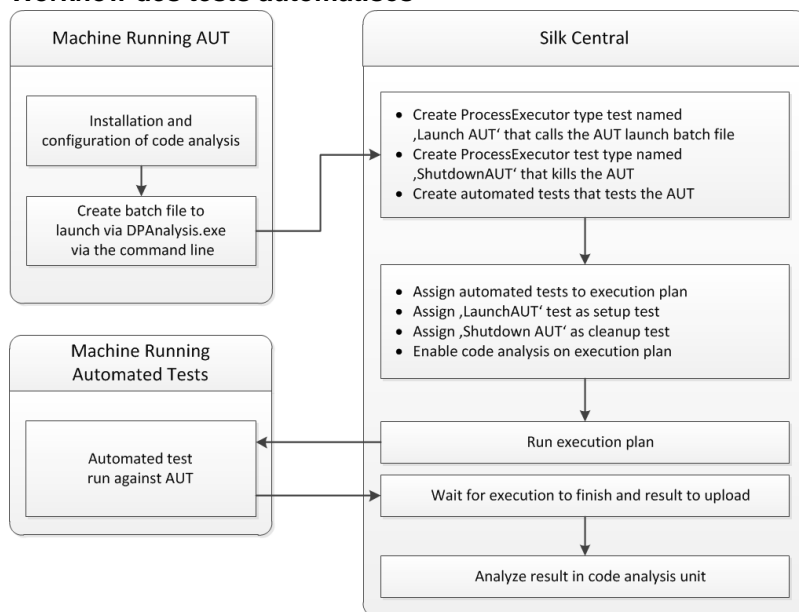 Workflow des tests automatisés
Machine Running AUT
Installation and
configuration of code analysis
Create batch file to
launch via DPAnalysis.exe
via the command line
Silk Central
• Create ProcessExecutor type test named
‚Launch AUT‘ that calls the AUT launch batch file
• Create ProcessExecutor test type named
‚ShutdownAUT‘ that kills the AUT
• Create automated tests that tests the AUT
• Assign automated tests to execution plan
• Assign ‚LaunchAUT‘ test as setup test
• Assign ‚Shutdown AUT‘ as cleanup test
• Enable code analysis on execution plan
Machine Running
Automated Tests
Automated test
run against AUT
Run execution plan
Wait for execution to finish and result to upload
Analyze result in code analysis unit